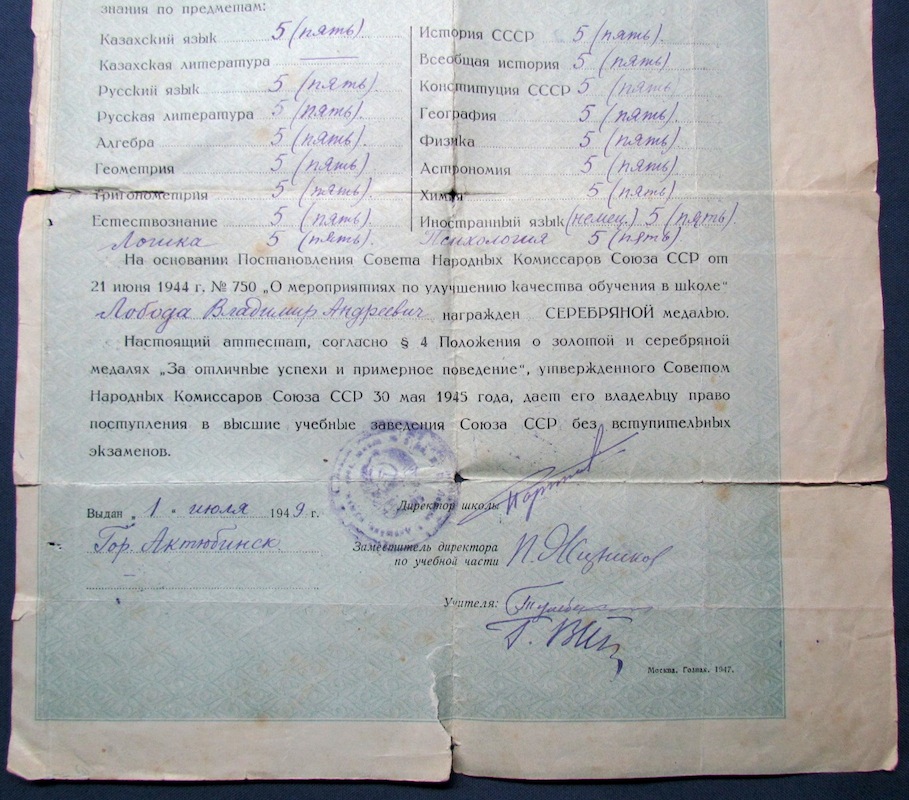 знания по предметам:
Казахский язык 5 (пять)
Казахская литература —
Русский язык 5 (пять)
Русская литература 5 (пять)
Алгебра 5 (пять)
Геометрия 5 (пять)
Тригонометрия 5 (пять)
Естествознание 5 (пять)
Логика 5 (пять).
История СССР 5 (пять).
Всеобщая история 5 (пять)
Конституция СССР 5 (пять)
География 5 (пять).
Физика 5 (пять).
Астрономия 5 (пять)
Химия 5 (пять)
Иностранный язык (немец.) 5 (пять).
Психология 5 (пять)
На основании Постановления Совета Народных Комиссаров Союза ССР от
21 июня 1944 г. № 750 „О мероприятиях по улучшению качества обучения в школе"
Лобода Владимир Андреевич награжден СЕРЕБРЯНОЙ медалью.
Настоящий аттестат, согласно § 4 Положения о золотой и серебряной
медалях „За отличные успехи и примерное поведение", утвержденного Советом
Народных Комиссаров Союза ССР 30 мая 1945 года, дает его владельцу право
поступления в высшие учебные заведения Союза ССР без вступительных
экзаменов.
Выдан „ 1 " июля 1949 г.
Гор. Актюбинск
Директор школы
Заместитель директора
по учебной части
Учителя:
Москва. Гознак. 1947.